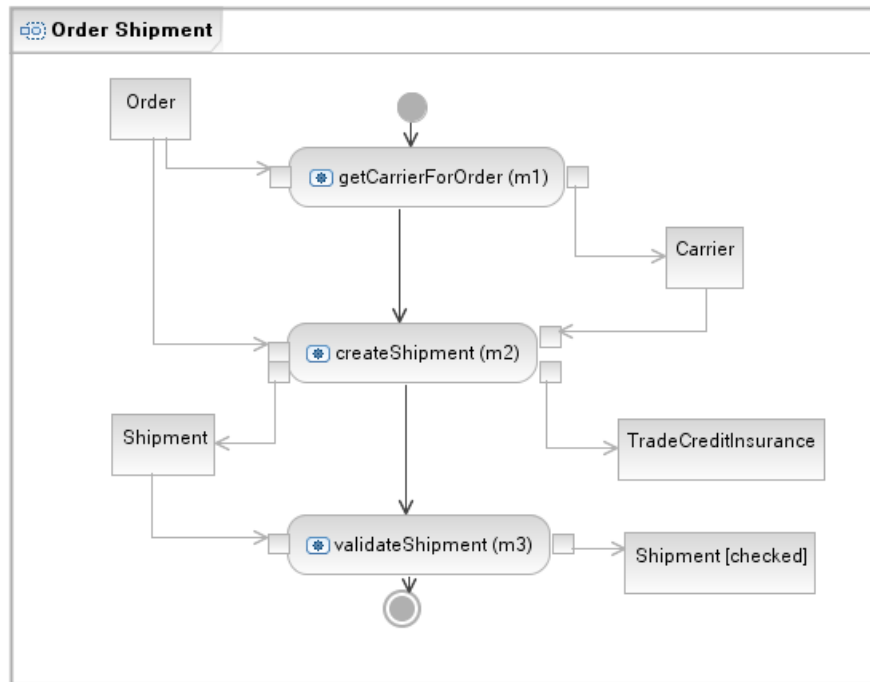 Order Shipment
Order
getCarrierForOrder (m1)
Carrier
createShipment (m2)
Shipment
TradeCreditInsurance
validateShipment (m3)
Shipment [checked]